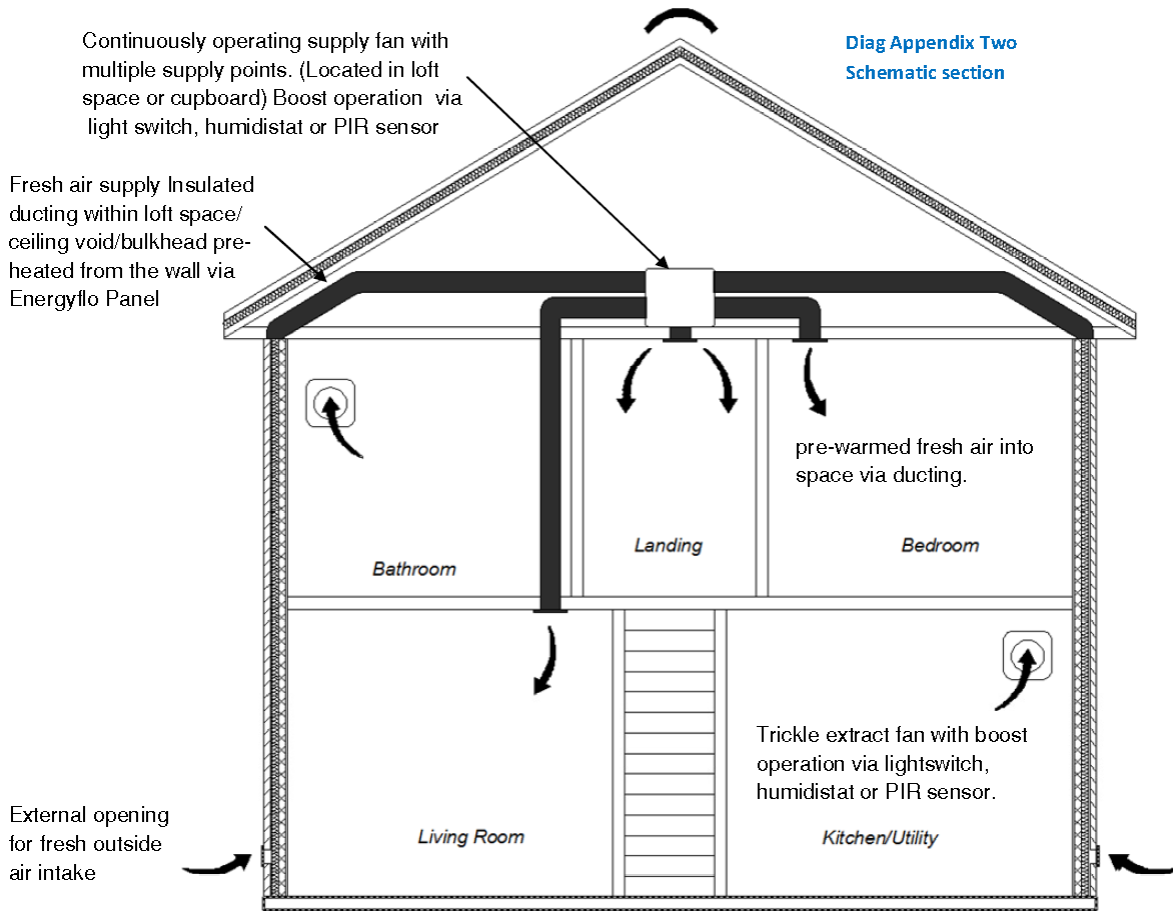 Continuously operating supply fan with
multiple supply points. (Located in loft
space or cupboard) Boost operation via
light switch, humidistat or PIR sensor
Diag Appendix Two
Schematic section
Fresh air supply Insulated
ducting within loft space/
ceiling void/bulkhead pre-
heated from the wall via
Energyflo Panel
pre-warmed fresh air into
space via ducting.
Bathroom
Landing
Bedroom
Trickle extract fan with boost
operation via lightswitch,
humidistat or PIR sensor.
External opening
for fresh outside
air intake
Living Room
Kitchen/Utility